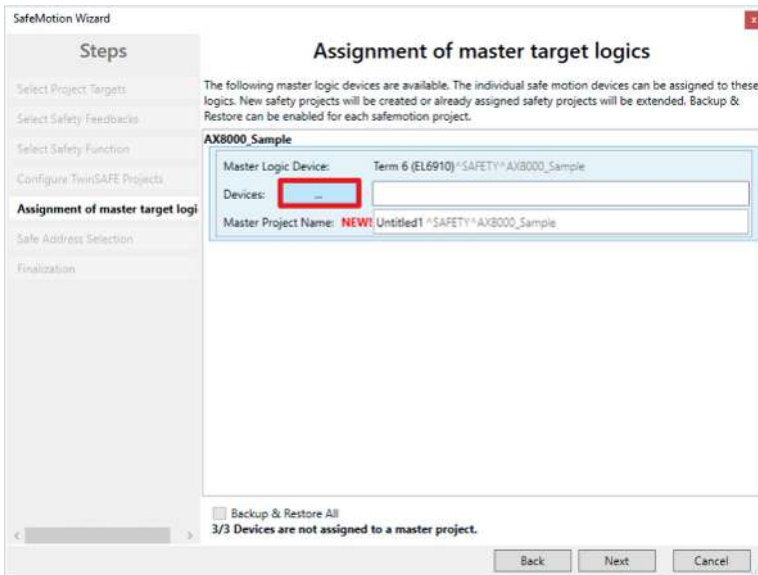 SafeMotion Wizard
x
Steps
Select Project Targets
Select Safety Feedbacks
Select Safety Function
Configure TwinSAFE Projects
Assignment of master target logi
Safe Address Selection
Finalization
Assignment of master target logics
The following master logic devices are available. The individual safe motion devices can be assigned to these
logics. New safety projects will be created or already assigned safety projects will be extended. Backup &
Restore can be enabled for each safemotion project.
AX8000_Sample
Master Logic Device: Term 6 (EL6910)^SAFETY^AX8000_Sample
Devices: ...
Master Project Name: NEW! Untitled1 ^SAFETY^AX8000_Sample
Backup & Restore All
3/3 Devices are not assigned to a master project.
Back Next Cancel